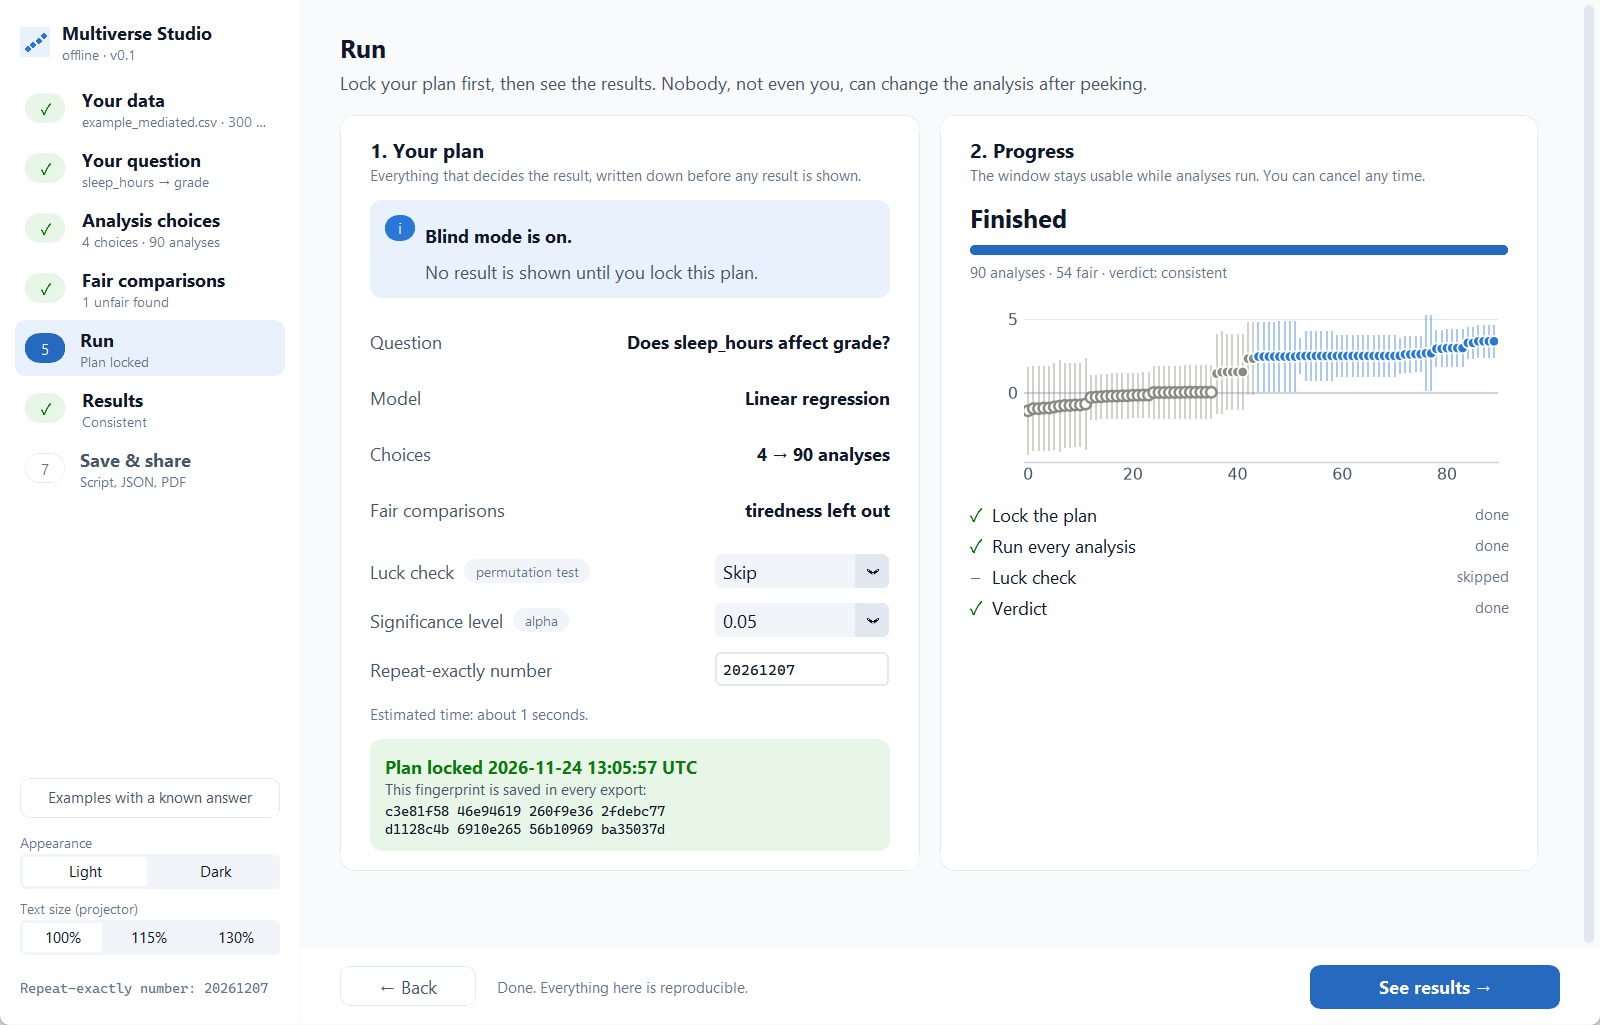 Multiverse Studio
offline · v0.1
✓ Your data
example_mediated.csv · 300 ...
✓ Your question
sleep_hours → grade
✓ Analysis choices
4 choices · 90 analyses
✓ Fair comparisons
1 unfair found
5 Run
Plan locked
✓ Results
Consistent
7 Save & share
Script, JSON, PDF
Examples with a known answer
Appearance
Light Dark
Text size (projector)
100% 115% 130%
Repeat-exactly number: 20261207
Run
Lock your plan first, then see the results. Nobody, not even you, can change the analysis after peeking.
1. Your plan
Everything that decides the result, written down before any result is shown.
i Blind mode is on.
No result is shown until you lock this plan.
Question Does sleep_hours affect grade?
Model Linear regression
Choices 4 → 90 analyses
Fair comparisons tiredness left out
Luck check permutation test Skip
Significance level alpha 0.05
Repeat-exactly number 20261207
Estimated time: about 1 seconds.
Plan locked 2026-11-24 13:05:57 UTC
This fingerprint is saved in every export:
c3e81f58 46e94619 260f9e36 2fdebc77
d1128c4b 6910e265 56b10969 ba35037d
2. Progress
The window stays usable while analyses run. You can cancel any time.
Finished
90 analyses · 54 fair · verdict: consistent
5
0
0 20 40 60 80
✓ Lock the plan done
✓ Run every analysis done
– Luck check skipped
✓ Verdict done
← Back
Done. Everything here is reproducible.
See results →